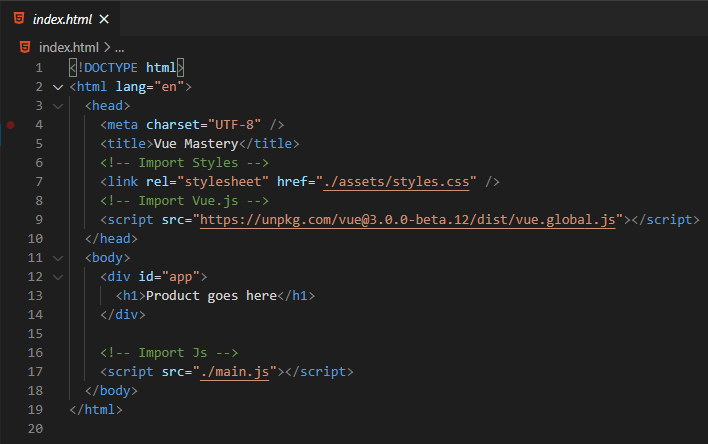 index.html ×
index.html > ...
1 <!DOCTYPE html>
2 <html lang="en">
3 <head>
4 <meta charset="UTF-8" />
5 <title>Vue Mastery</title>
6 <!-- Import Styles -->
7 <link rel="stylesheet" href="./assets/styles.css" />
8 <!-- Import Vue.js -->
9 <script src="https://unpkg.com/vue@3.0.0-beta.12/dist/vue.global.js"></script>
10 </head>
11 <body>
12 <div id="app">
13 <h1>Product goes here</h1>
14 </div>
15
16 <!-- Import Js -->
17 <script src="./main.js"></script>
18 </body>
19 </html>
20